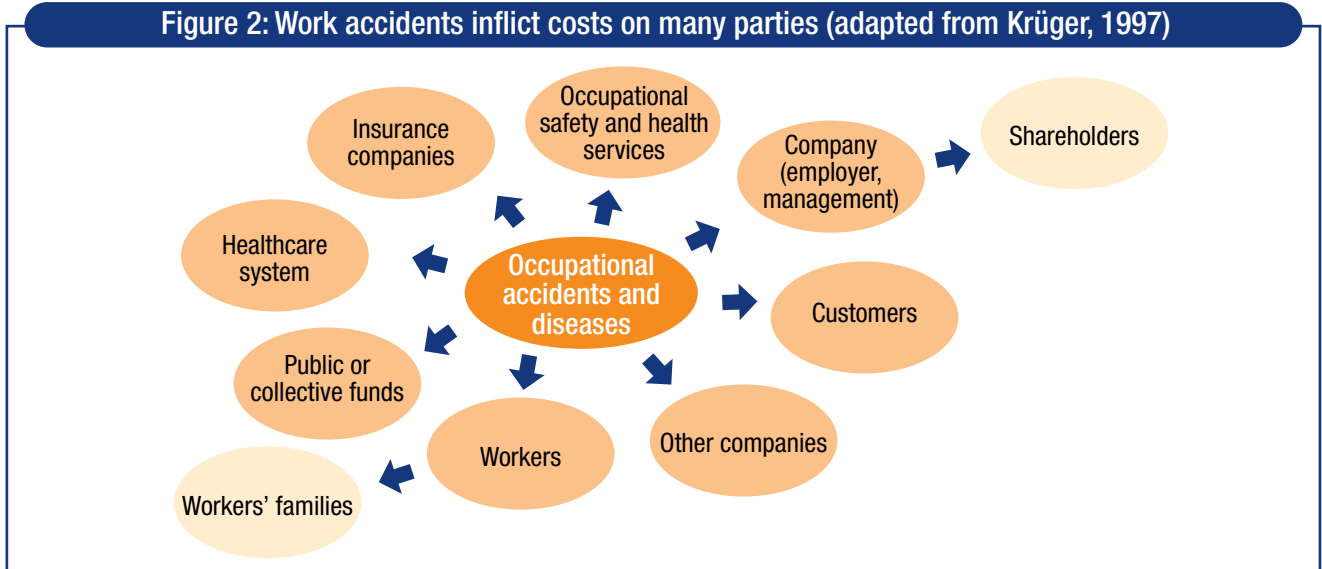 Figure 2: Work accidents inflict costs on many parties (adapted from Krüger, 1997)
Occupational
safety and health
services
Insurance
companies
Company
(employer,
management)
Shareholders
Healthcare
system
Occupational
accidents and
diseases
Customers
Public or
collective funds
Workers
Other companies
Workers’ families